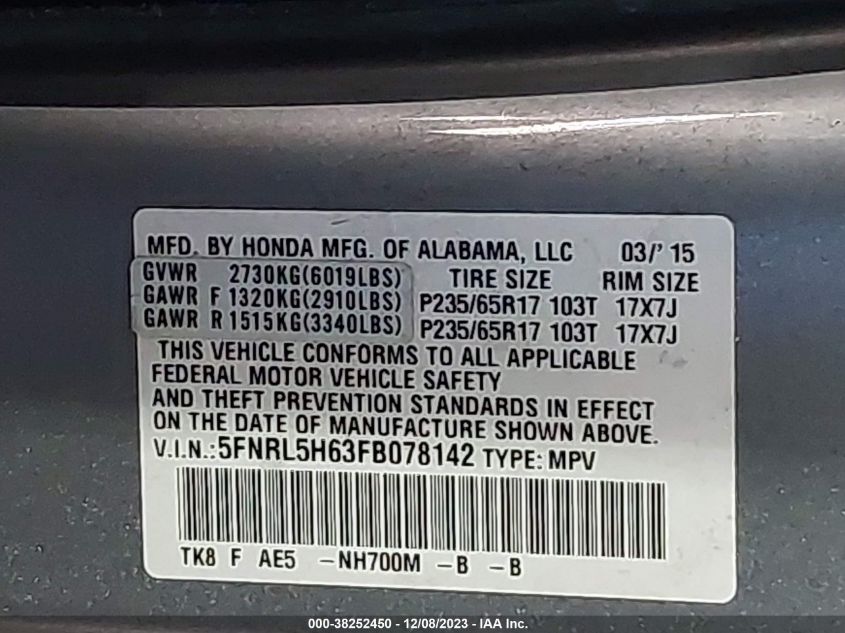 MFD. BY HONDA MFG. OF ALABAMA, LLC 03/' 15
GVWR 2730KG(6019LBS) TIRE SIZE RIM SIZE
GAWR F 1320KG(2910LBS) P235/65R17 103T 17X7J
GAWR R 1515KG(3340LBS) P235/65R17 103T 17X7J
THIS VEHICLE CONFORMS TO ALL APPLICABLE
FEDERAL MOTOR VEHICLE SAFETY
AND THEFT PREVENTION STANDARDS IN EFFECT
ON THE DATE OF MANUFACTURE SHOWN ABOVE.
V.I.N.:5FNRL5H63FB078142 TYPE: MPV
TK8 F AE5 -NH700M -B -B
000-38252450 - 12/08/2023 - IAA Inc.